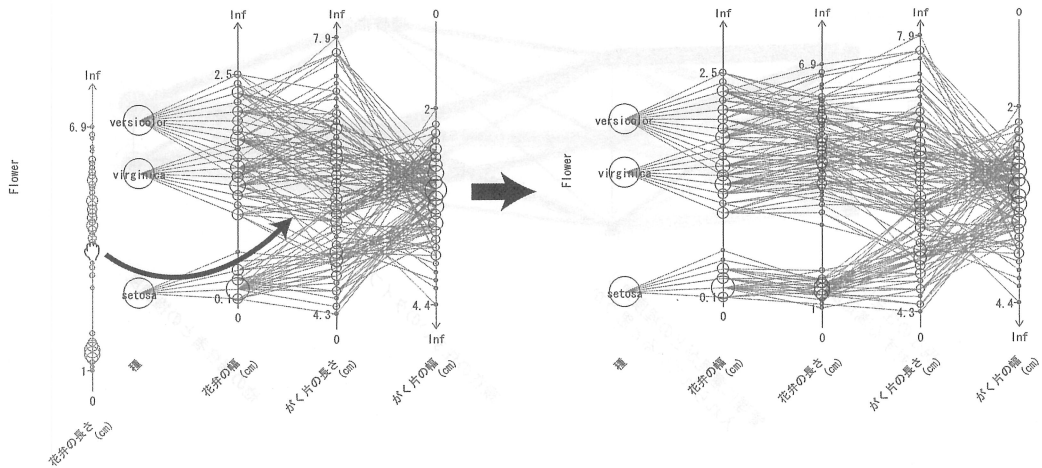 Flower
Inf
6.9
1
0
花弁の長さ
(cm)
versicolor
virginica
setosa
種
Inf
2.5
0.1
0
花弁の幅
(cm)
Inf
7.9
4.3
0
がく片の長さ
(cm)
0
2
4.4
Inf
がく片の幅
(cm)
Flower
versicolor
virginica
setosa
種
Inf
2.5
0.1
0
花弁の幅
(cm)
Inf
6.9
1
0
花弁の長さ
(cm)
Inf
7.9
4.3
0
がく片の長さ
(cm)
0
2
4.4
Inf
がく片の幅
(cm)